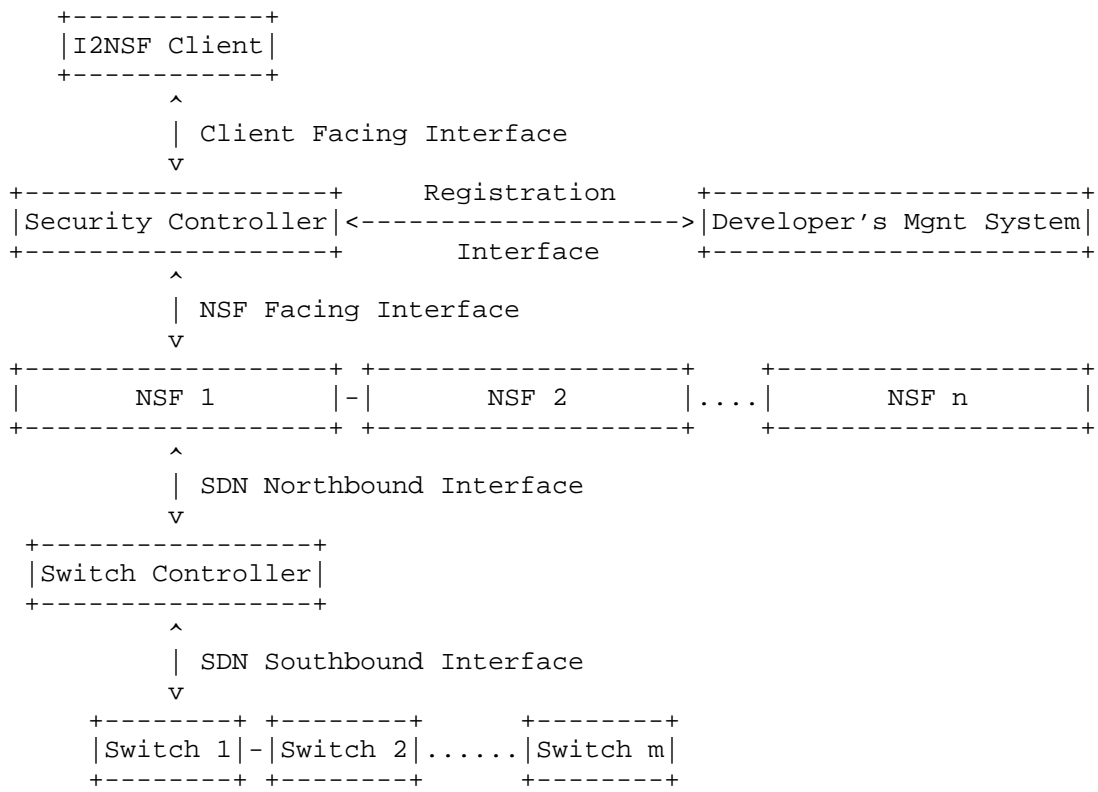 I2NSF Client
Client Facing Interface
Registration
Security Controller
Developer's Mgnt System
Interface
NSF Facing Interface
NSF 1 NSF 2 .... NSF n
SDN Northbound Interface
Switch Controller
SDN Southbound Interface
Switch 1 - Switch 2 ...... Switch m